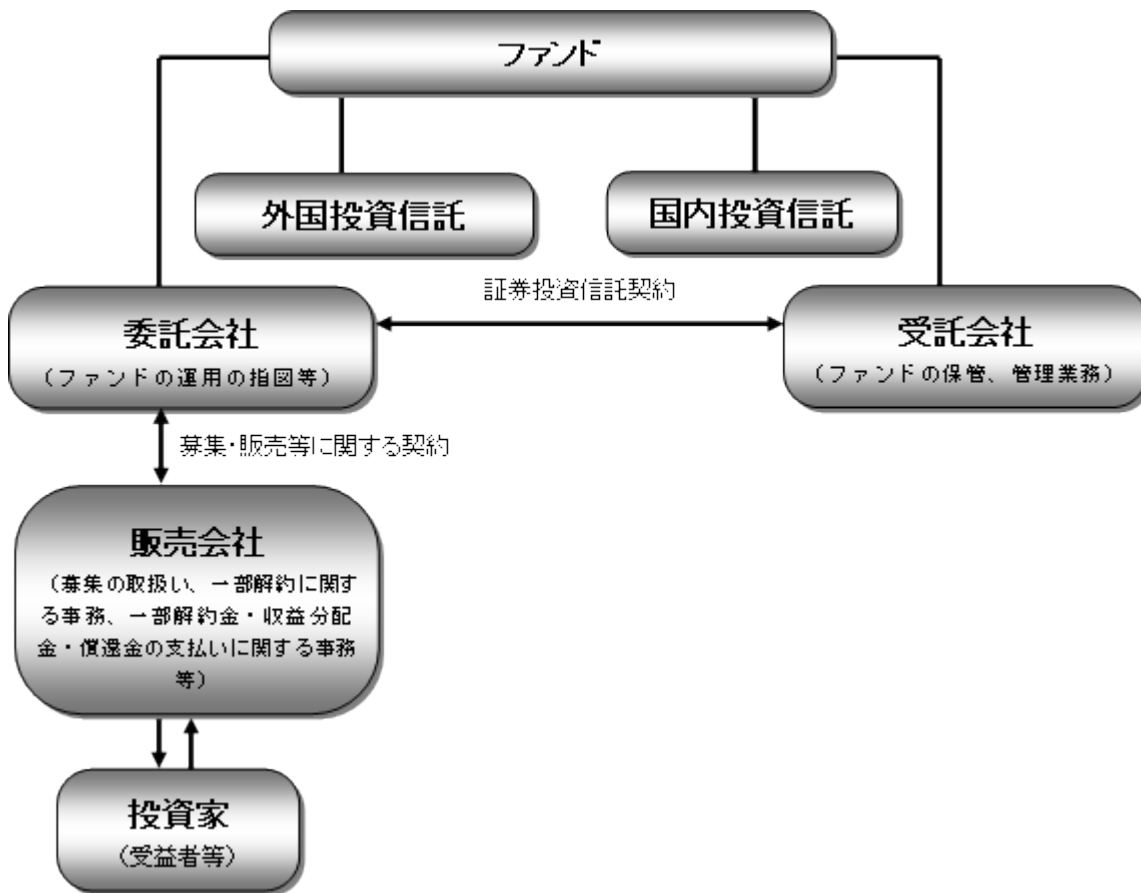 ファンド
外国投資信託
国内投資信託
証券投資信託契約
委託会社
（ファンドの運用の指図等）
受託会社
（ファンドの保管、管理業務）
募集・販売等に関する契約
販売会社
（募集の取扱い、一部解約に関す
る事務、一部解約金・収益分配
金・償還金の支払いに関する事務
等）
投資家
（受益者等）